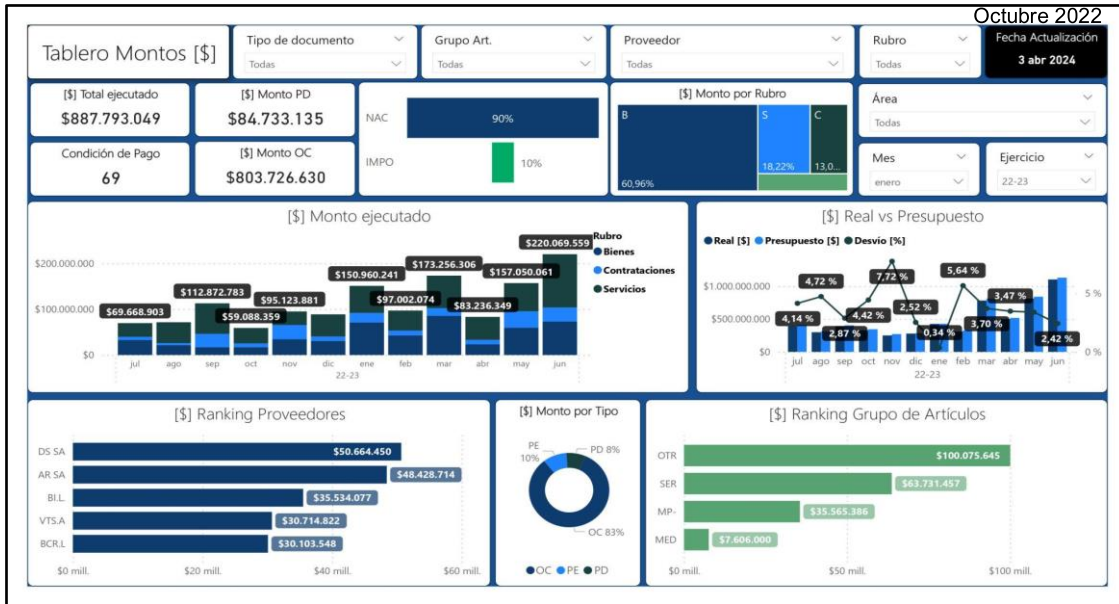 Octubre 2022
Tablero Montos [$]
Tipo de documento
Todas
Grupo Art.
Todas
Proveedor
Todas
Rubro
Todas
Fecha Actualización
3 abr 2024
[$] Total ejecutado
$887.793.049
[$] Monto PD
$84.733.135
Condición de Pago
69
[$] Monto OC
$803.726.630
NAC 90%
IMPO 10%
[$] Monto por Rubro
B S C
18,22% 13,0...
60,96%
Área
Todas
Mes
enero
Ejercicio
22-23
[$] Monto ejecutado
Rubro
Bienes
Contrataciones
Servicios
$220.069.559
$173.256.306
$150.960.241
$157.050.061
$112.872.783
$95.123.881
$97.002.074
$83.236.349
$69.668.903
$59.088.359
$200.000.000
$100.000.000
$0
jul ago sep oct nov dic ene feb mar abr may jun
22-23
[$] Real vs Presupuesto
Real [$] Presupuesto [$] Desvío [%]
4,72 % 7,72 % 5,64 %
4,14 % 2,87 % 4,42 % 2,52 % 0,34 % 3,70 % 3,47 % 2,42 %
$1.000.000.000
$500.000.000
$0
5 %
0 %
jul ago sep oct nov dic ene feb mar abr may jun
22-23
[$] Ranking Proveedores
DS SA $50.664.450
AR SA $48.428.714
BI.L $35.534.077
VTS.A $30.714.822
BCR.L $30.103.548
$0 mill. $20 mill. $40 mill. $60 mill.
[$] Monto por Tipo
PE 10%
PD 8%
OC 83%
OC PE PD
[$] Ranking Grupo de Artículos
OTR $100.075.645
SER $63.731.457
MP- $35.565.386
MED $7.606.000
$0 mill. $50 mill. $100 mill.